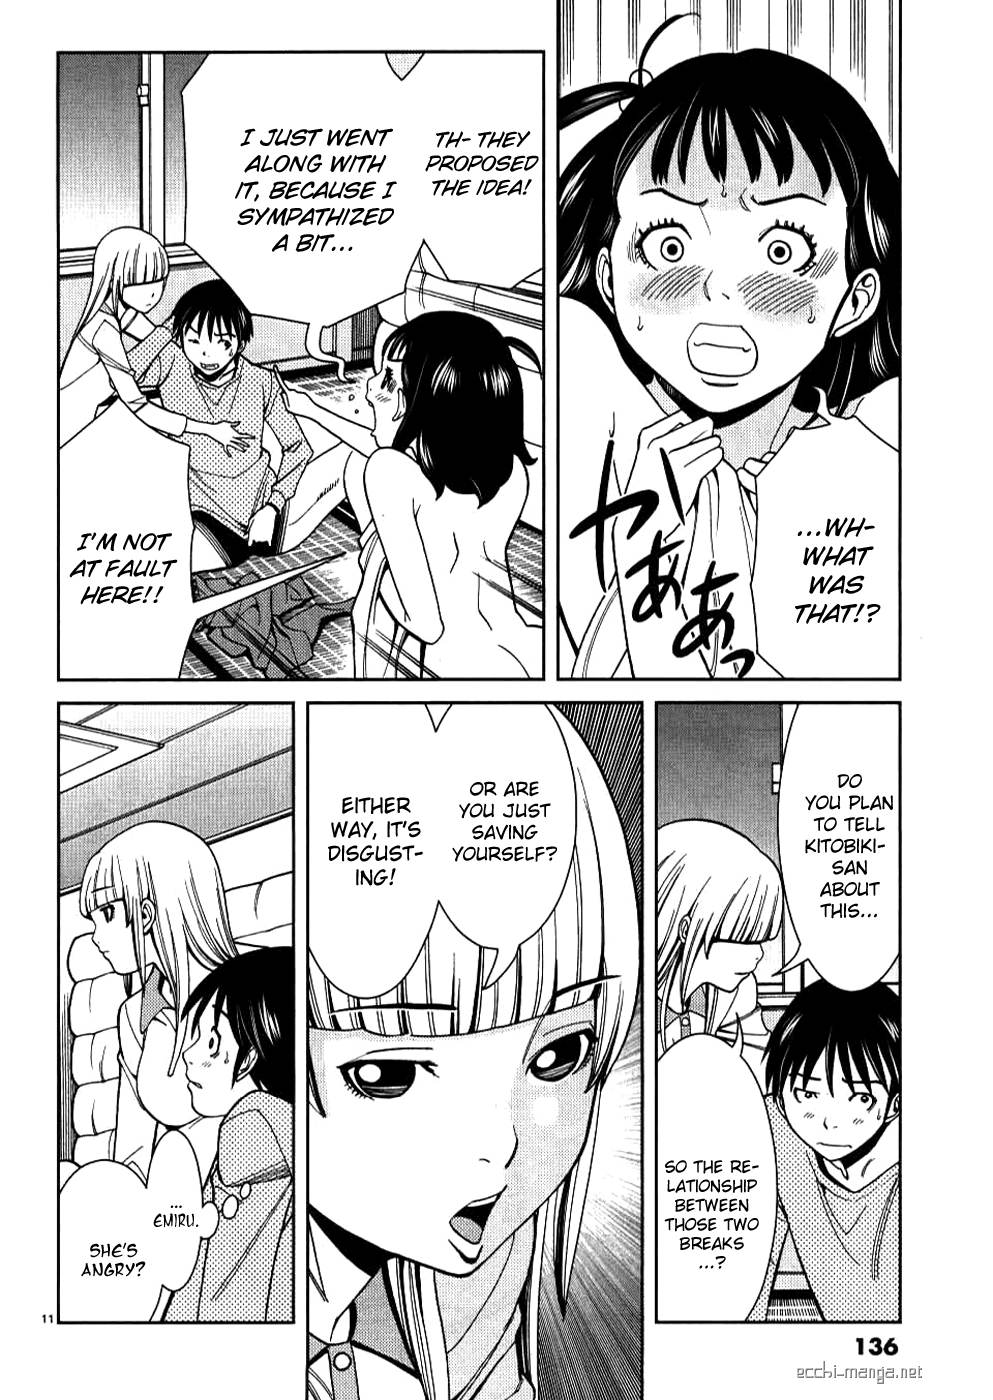 ...WH-
WHAT
WAS
THAT!?
ヤ
ー
あ
あ
っ
TH- THEY
PROPOSED
THE IDEA!
I JUST WENT
ALONG WITH
IT, BECAUSE I
SYMPATHIZED
A BIT...
I'M NOT
AT FAULT
HERE!!
DO
YOU PLAN
TO TELL
KITOBIKI-
SAN
ABOUT
THIS...
SO THE RE-
LATIONSHIP
BETWEEN
THOSE TWO
BREAKS
...?
OR ARE
YOU JUST
SAVING
YOURSELF?
EITHER
WAY, IT'S
DISGUST-
ING!
...
EMIRU.
SHE'S
ANGRY?
11
136
ecchi-manga.net